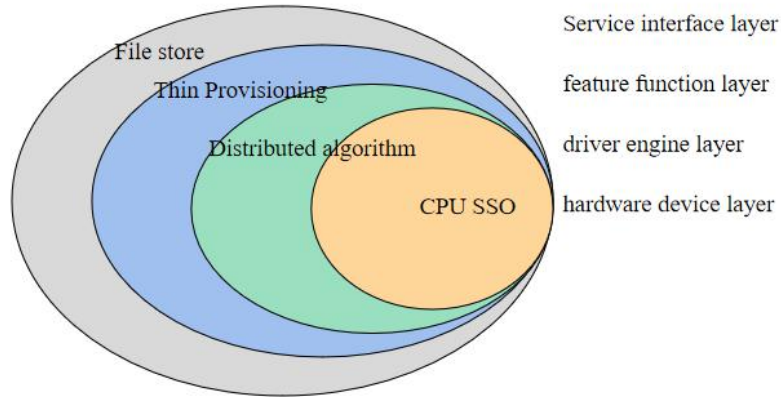 File store
Thin Provisioning
Distributed algorithm
CPU SSO
Service interface layer
feature function layer
driver engine layer
hardware device layer